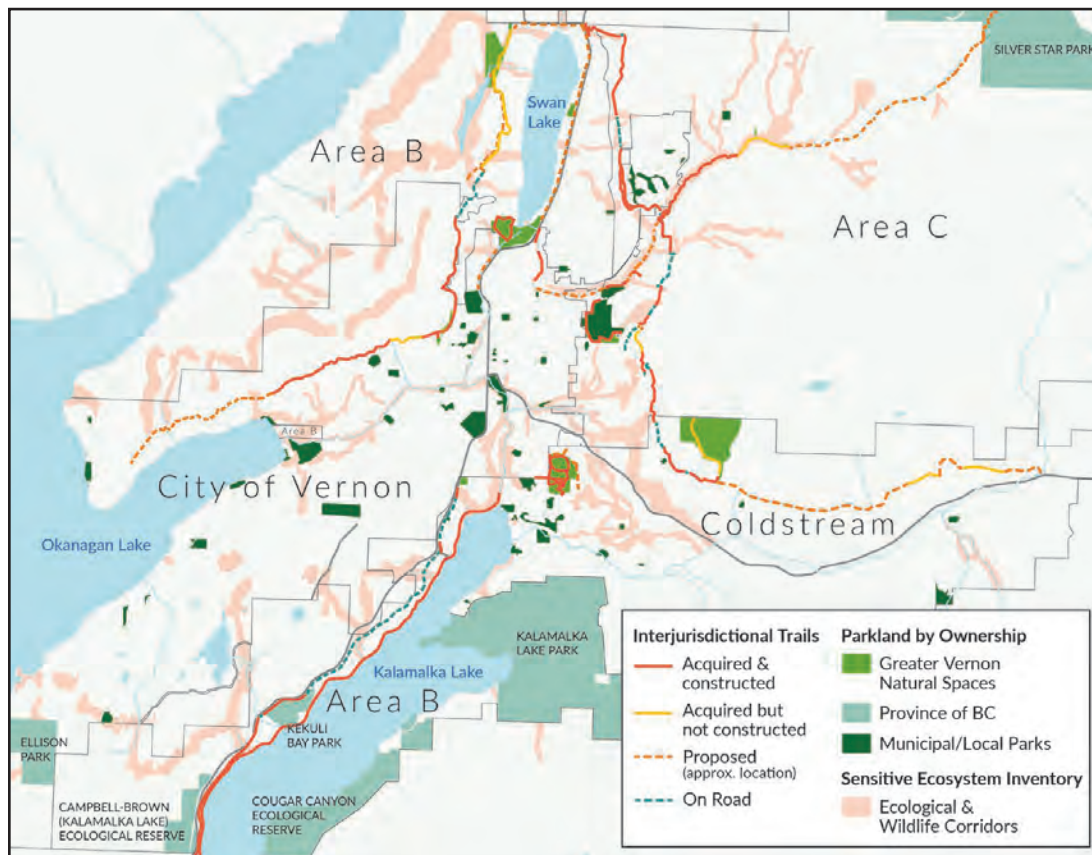 SILVER STAR PARK
Swan
Lake
Area B
Area C
Area B
City of Vernon
Coldstream
Okanagan Lake
KALAMALKA
LAKE PARK
Kalamalka Lake
Area B
KEKULI
BAY PARK
ELLISON
PARK
CAMPBELL-BROWN
(KALAMALKA LAKE)
ECOLOGICAL RESERVE
COUGAR CANYON
ECOLOGICAL
RESERVE
Interjurisdictional Trails
Acquired &
constructed
Acquired but
not constructed
Proposed
(approx. location)
On Road
Parkland by Ownership
Greater Vernon
Natural Spaces
Province of BC
Municipal/Local Parks
Sensitive Ecosystem Inventory
Ecological &
Wildlife Corridors